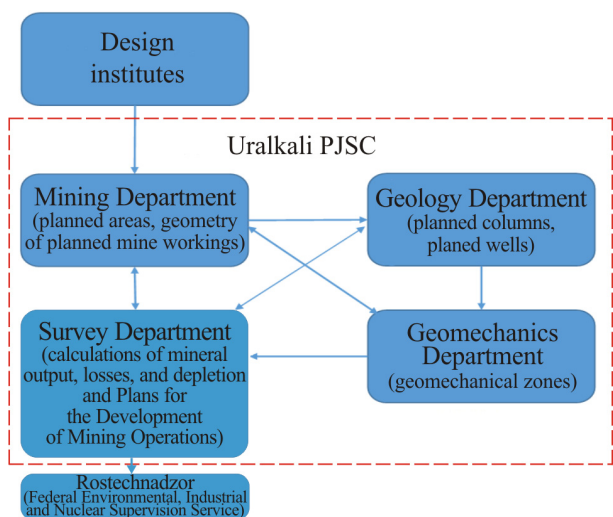 Design
institutes
Uralkali PJSC
Mining Department
(planned areas, geometry
of planned mine workings)
Geology Department
(planned columns,
planed wells)
Survey Department
(calculations of mineral
output, losses, and depletion
and Plans for
the Development
of Mining Operations)
Geomechanics
Department
(geomechanical zones)
Rostechnadzor
(Federal Environmental, Industrial
and Nuclear Supervision Service)